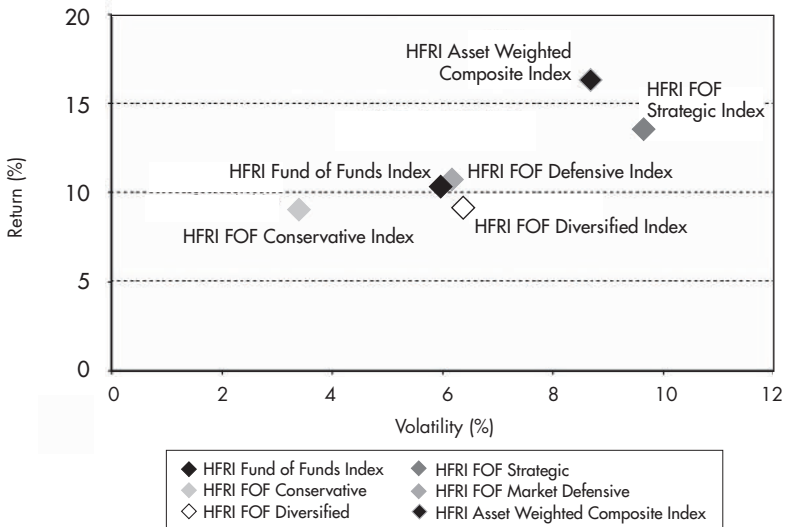 20
15
10
5
0
Return (%)
HFRI Asset Weighted
Composite Index
HFRI FOF
Strategic Index
HFRI Fund of Funds Index
HFRI FOF Defensive Index
HFRI FOF Conservative Index
HFRI FOF Diversified Index
0 2 4 6 8 10 12
Volatility (%)
HFRI Fund of Funds Index
HFRI FOF Conservative
HFRI FOF Diversified
HFRI FOF Strategic
HFRI FOF Market Defensive
HFRI Asset Weighted Composite Index